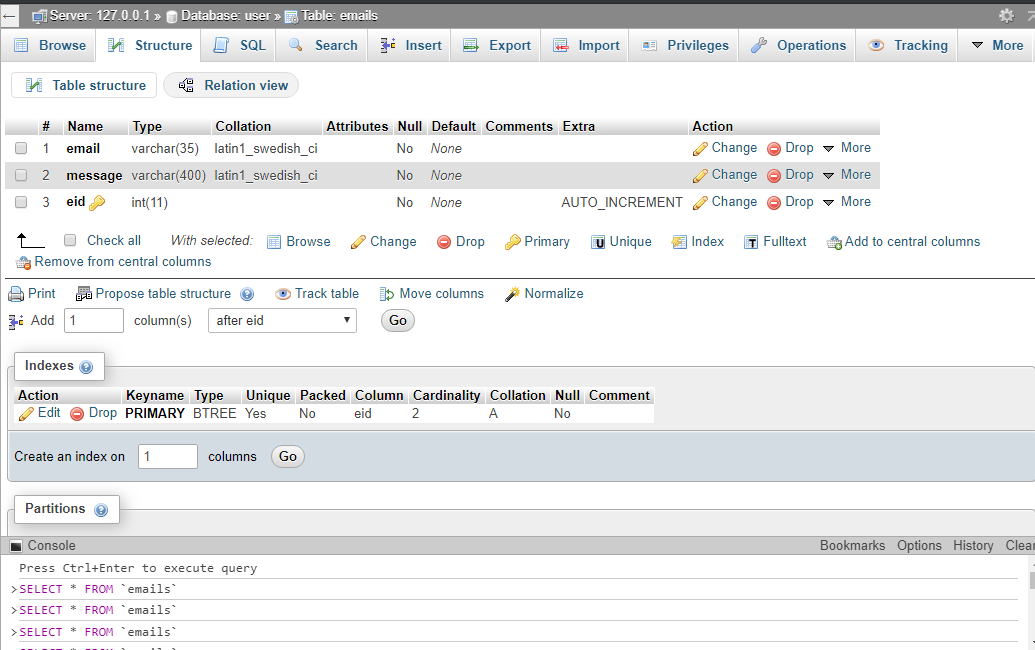 Server: 127.0.0.1 » Database: user » Table: emails
Browse Structure SQL Search Insert Export Import Privileges Operations Tracking More
Table structure Relation view
# Name Type Collation Attributes Null Default Comments Extra Action
1 email varchar(35) latin1_swedish_ci No None Change Drop More
2 message varchar(400) latin1_swedish_ci No None Change Drop More
3 eid int(11) No None AUTO_INCREMENT Change Drop More
Check all With selected: Browse Change Drop Primary Unique Index Fulltext Add to central columns
Remove from central columns
Print Propose table structure Track table Move columns Normalize
Add 1 column(s) after eid Go
Indexes
Action Keyname Type Unique Packed Column Cardinality Collation Null Comment
Edit Drop PRIMARY BTREE Yes No eid 2 A No
Create an index on 1 columns Go
Partitions
Console Bookmarks Options History Clear
Press Ctrl+Enter to execute query
>SELECT * FROM `emails`
>SELECT * FROM `emails`
>SELECT * FROM `emails`